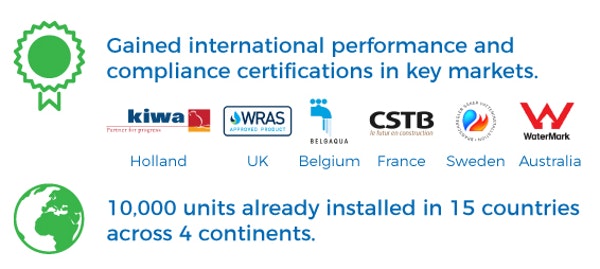 Gained international performance and
compliance certifications in key markets.
kiwa
Partner for progress
WRAS
APPROVED PRODUCT
BELGAQUA
CSTB
le futur en construction
WaterMark
Holland
UK
Belgium
France
Sweden
Australia
10,000 units already installed in 15 countries
across 4 continents.